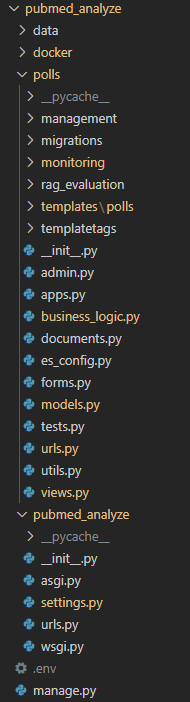 pubmed_analyze
data
docker
polls
__pycache__
management
migrations
monitoring
rag_evaluation
templates\polls
templatetags
__init__.py
admin.py
apps.py
business_logic.py
documents.py
es_config.py
forms.py
models.py
tests.py
urls.py
utils.py
views.py
pubmed_analyze
__pycache__
__init__.py
asgi.py
settings.py
urls.py
wsgi.py
.env
manage.py